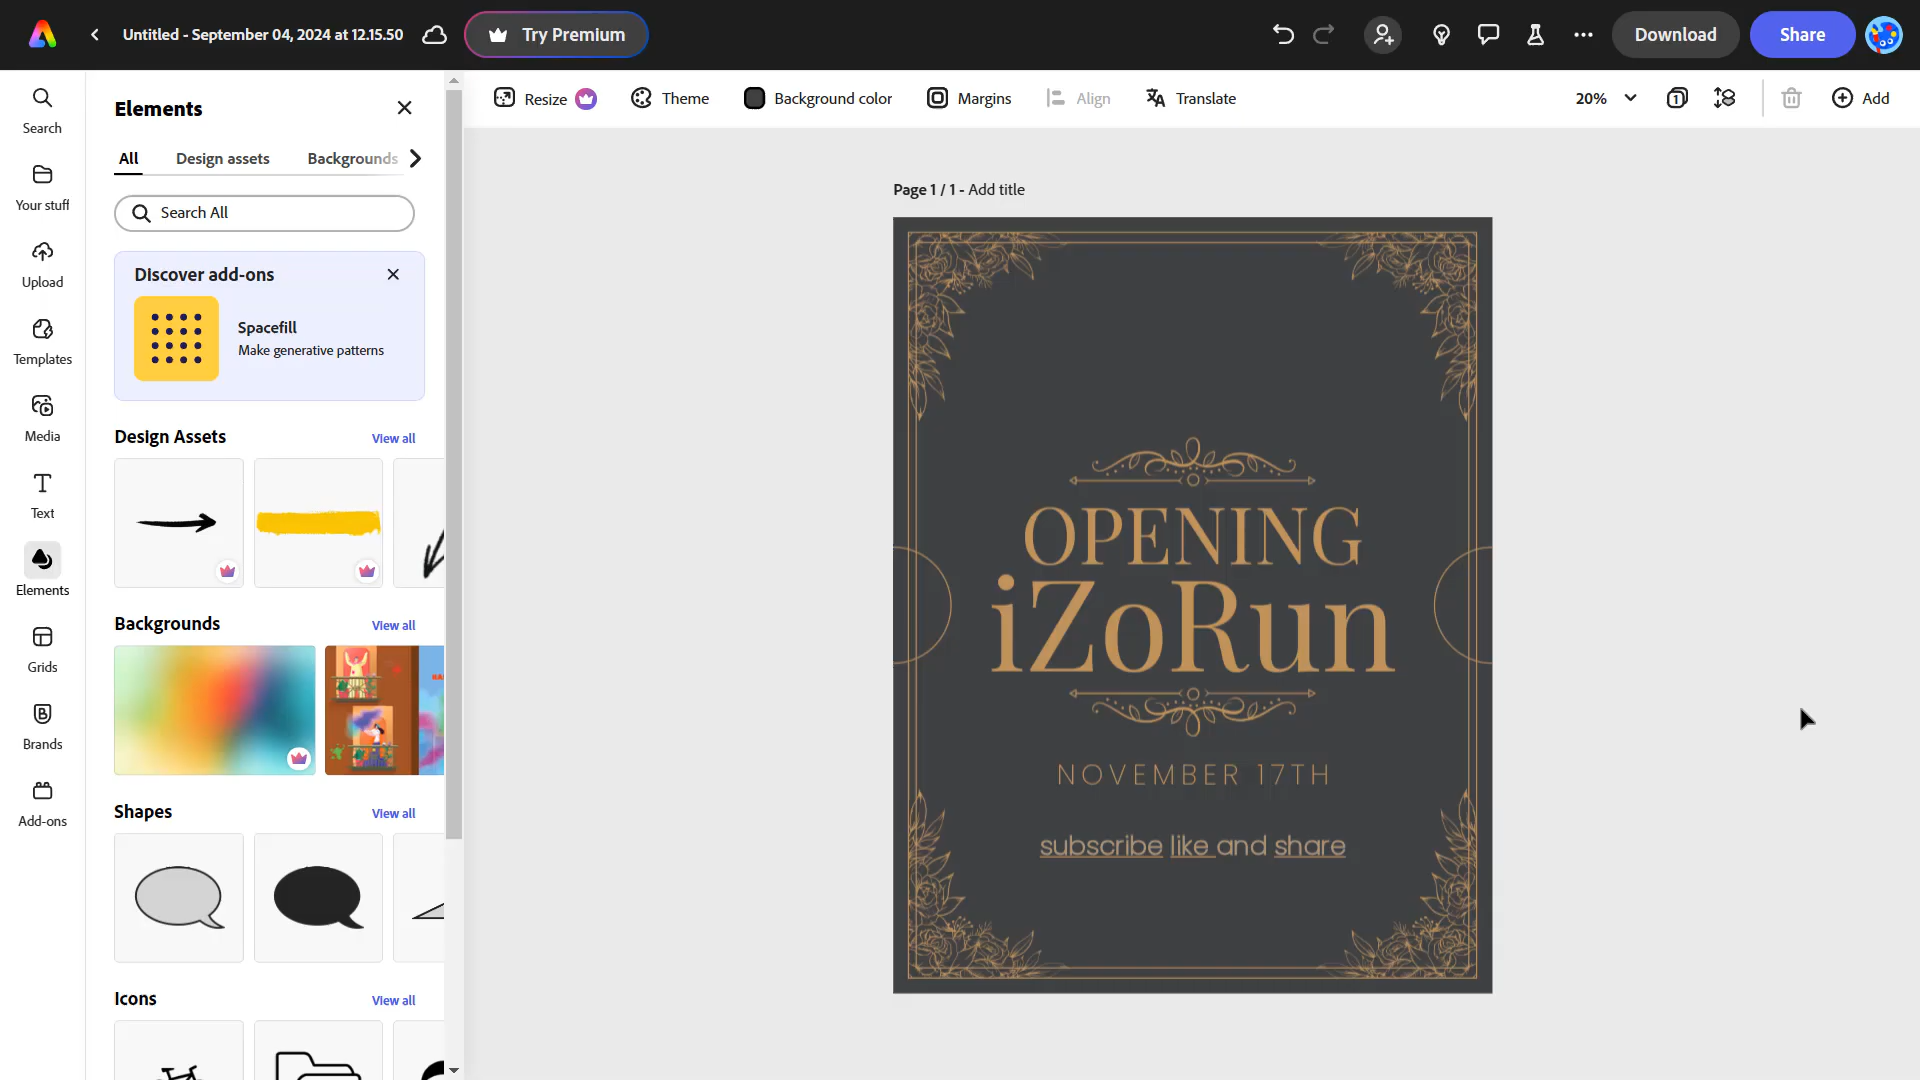 Untitled - September 04, 2024 at 12.15.50
Try Premium
Download
Share
Search
Your stuff
Upload
Templates
Media
Text
Elements
Grids
Brands
Add-ons
Elements
All
Design assets
Backgrounds
Search All
Discover add-ons
Spacefill
Make generative patterns
Design Assets
View all
Backgrounds
View all
Shapes
View all
Icons
View all
Resize
Theme
Background color
Margins
Align
Translate
20%
1
Add
Page 1 / 1 - Add title
OPENING
iZoRun
NOVEMBER 17TH
subscribe like and share